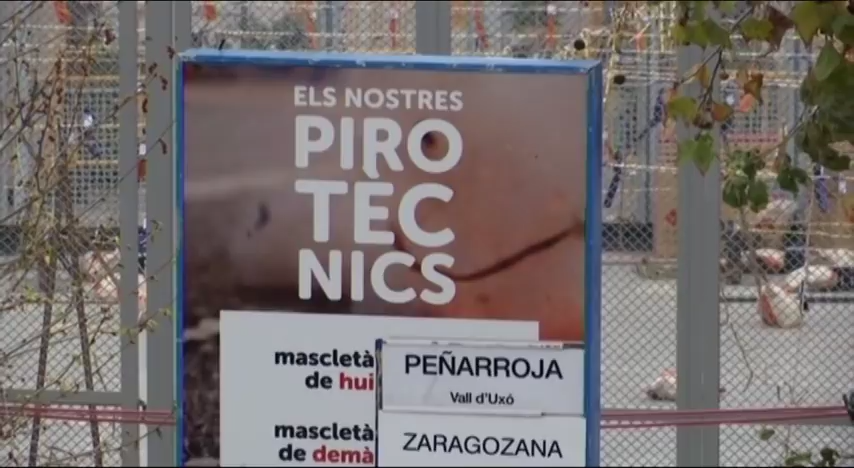 ELS NOSTRES
PIRO
TÈC
NICS
mascletà
de hui
PEÑARROJA
Vall d'Uxó
mascletà
de demà
ZARAGOZANA